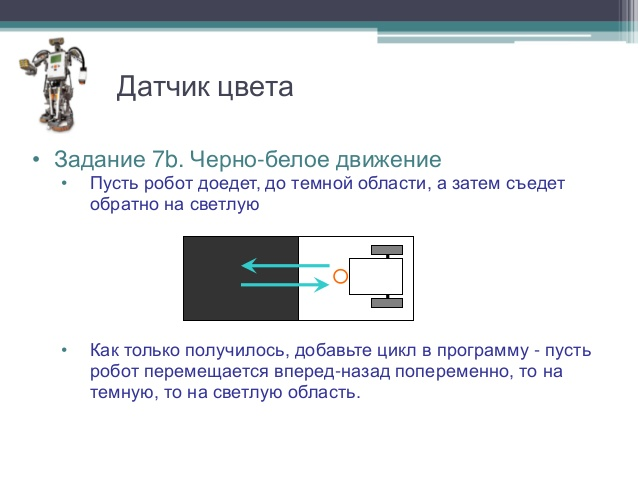 Датчик цвета
• Задание 7b. Черно-белое движение
• Пусть робот доедет, до темной области, а затем съедет
обратно на светлую
• Как только получилось, добавьте цикл в программу - пусть
робот перемещается вперед-назад попеременно, то на
темную, то на светлую область.